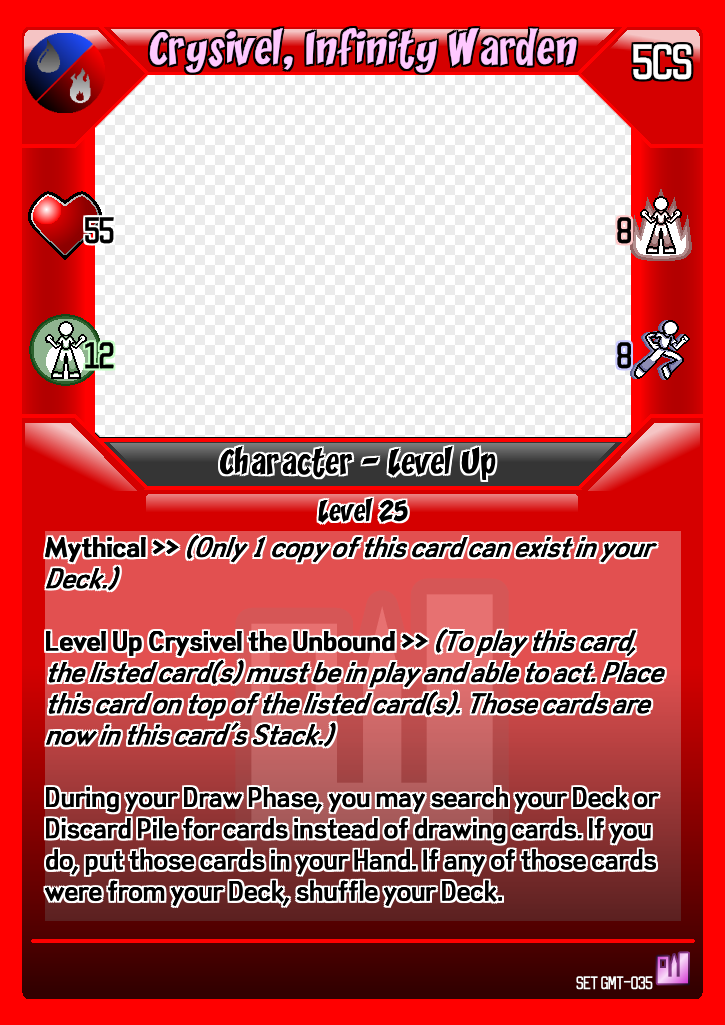 Crysivel, Infinity Warden
5CS
55
8
12
8
Character - Level Up
Level 25
Mythical >> (Only 1 copy of this card can exist in your
Deck.)
Level Up Crysivel the Unbound >> (To play this card,
the listed card(s) must be in play and able to act. Place
this card on top of the listed card(s). Those cards are
now in this card's Stack.)
During your Draw Phase, you may search your Deck or
Discard Pile for cards instead of drawing cards. If you
do, put those cards in your Hand. If any of those cards
were from your Deck, shuffle your Deck.
SET GMT-035